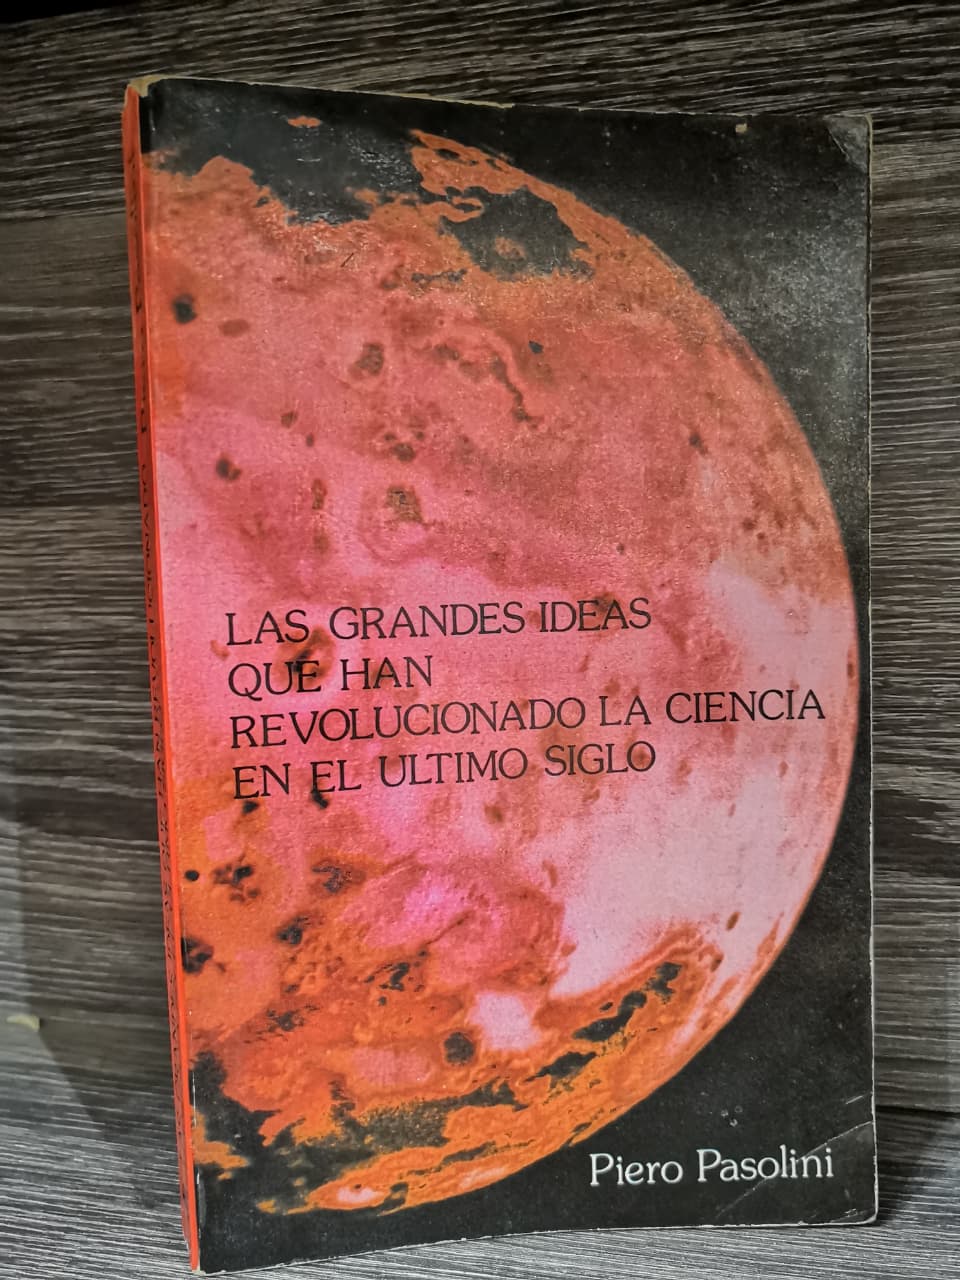 LAS GRANDES IDEAS
QUE HAN
REVOLUCIONADO LA CIENCIA
EN EL ULTIMO SIGLO
Piero Pasolini